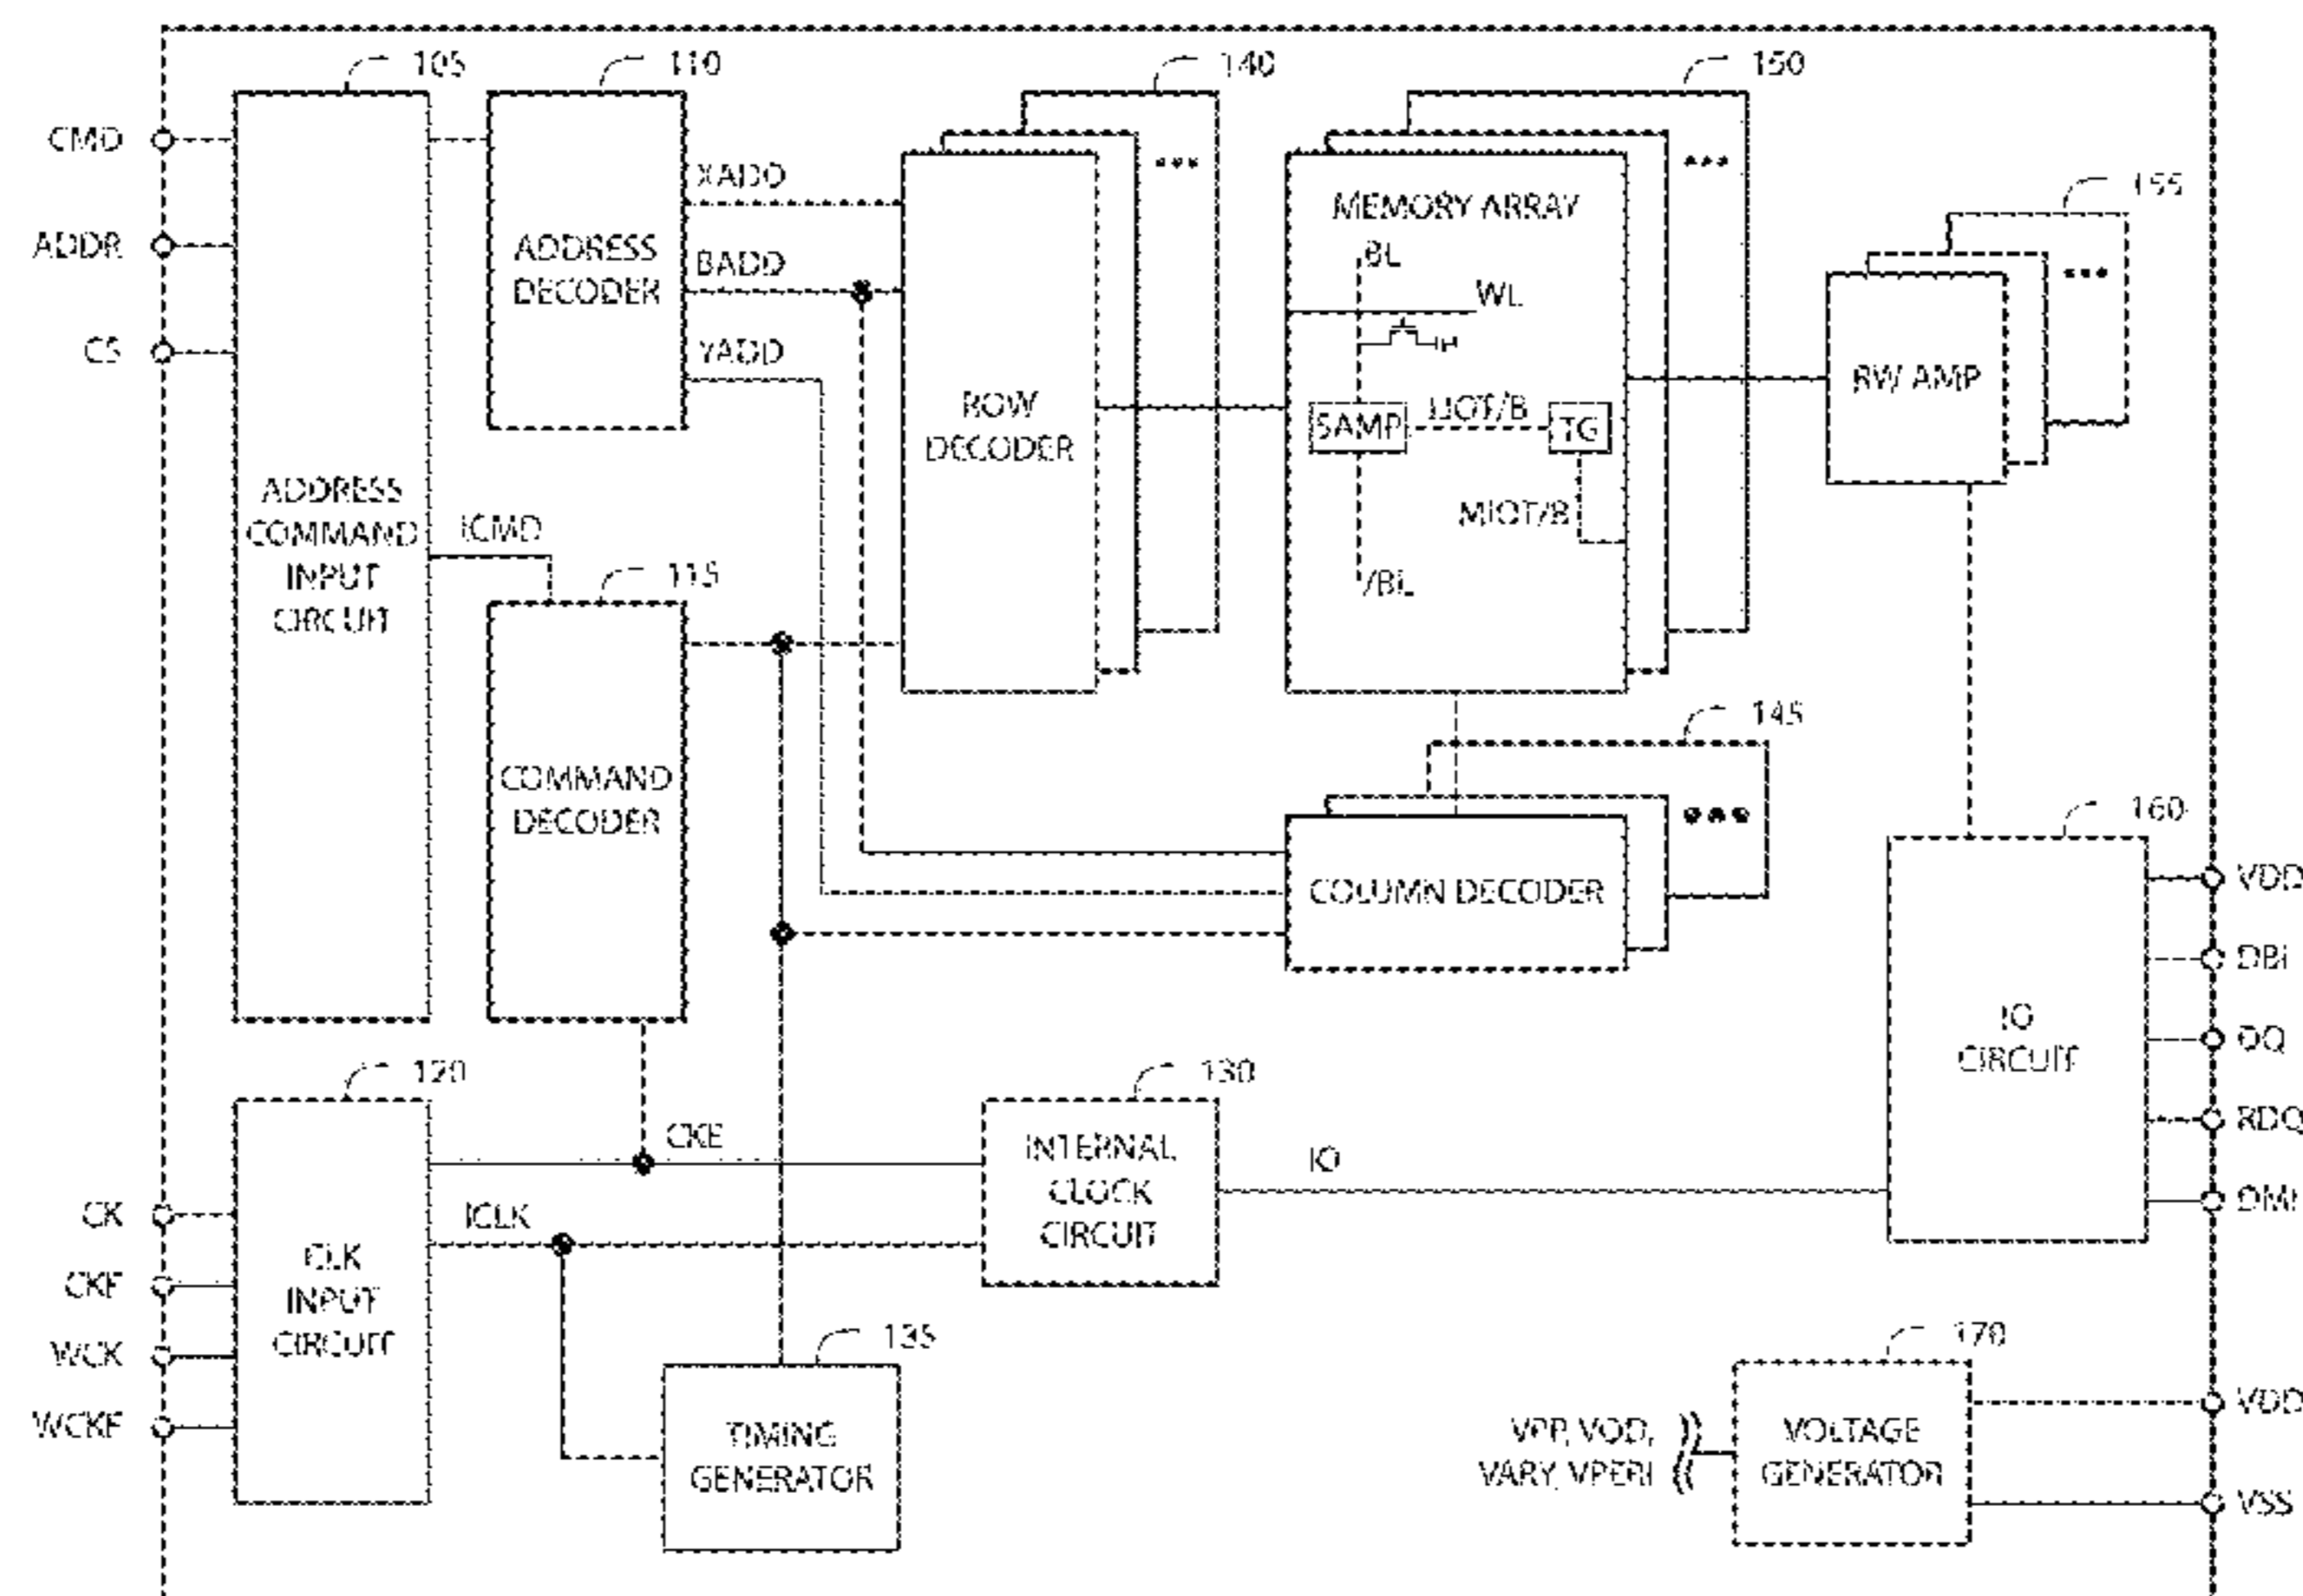 105
110
140
150
155
CMD
ADDR
CS
ADDRESS
COMMAND
INPUT
CIRCUIT
ADDRESS
DECODER
XADD
BADD
YADD
ICMD
115
COMMAND
DECODER
ROW
DECODER
MEMORY ARRAY
BL
WL
SAMP
LIOT/B
TG
MIOT/B
/BL
RW AMP
145
COLUMN DECODER
160
IO
CIRCUIT
VDD
DBI
DQ
RDQ
DMI
120
CK
CKF
WCK
WCKF
CLK
INPUT
CIRCUIT
CKE
ICLK
130
INTERNAL
CLOCK
CIRCUIT
IO
135
TIMING
GENERATOR
170
VPP, VOD,
VARY, VPERI
VOLTAGE
GENERATOR
VDD
VSS